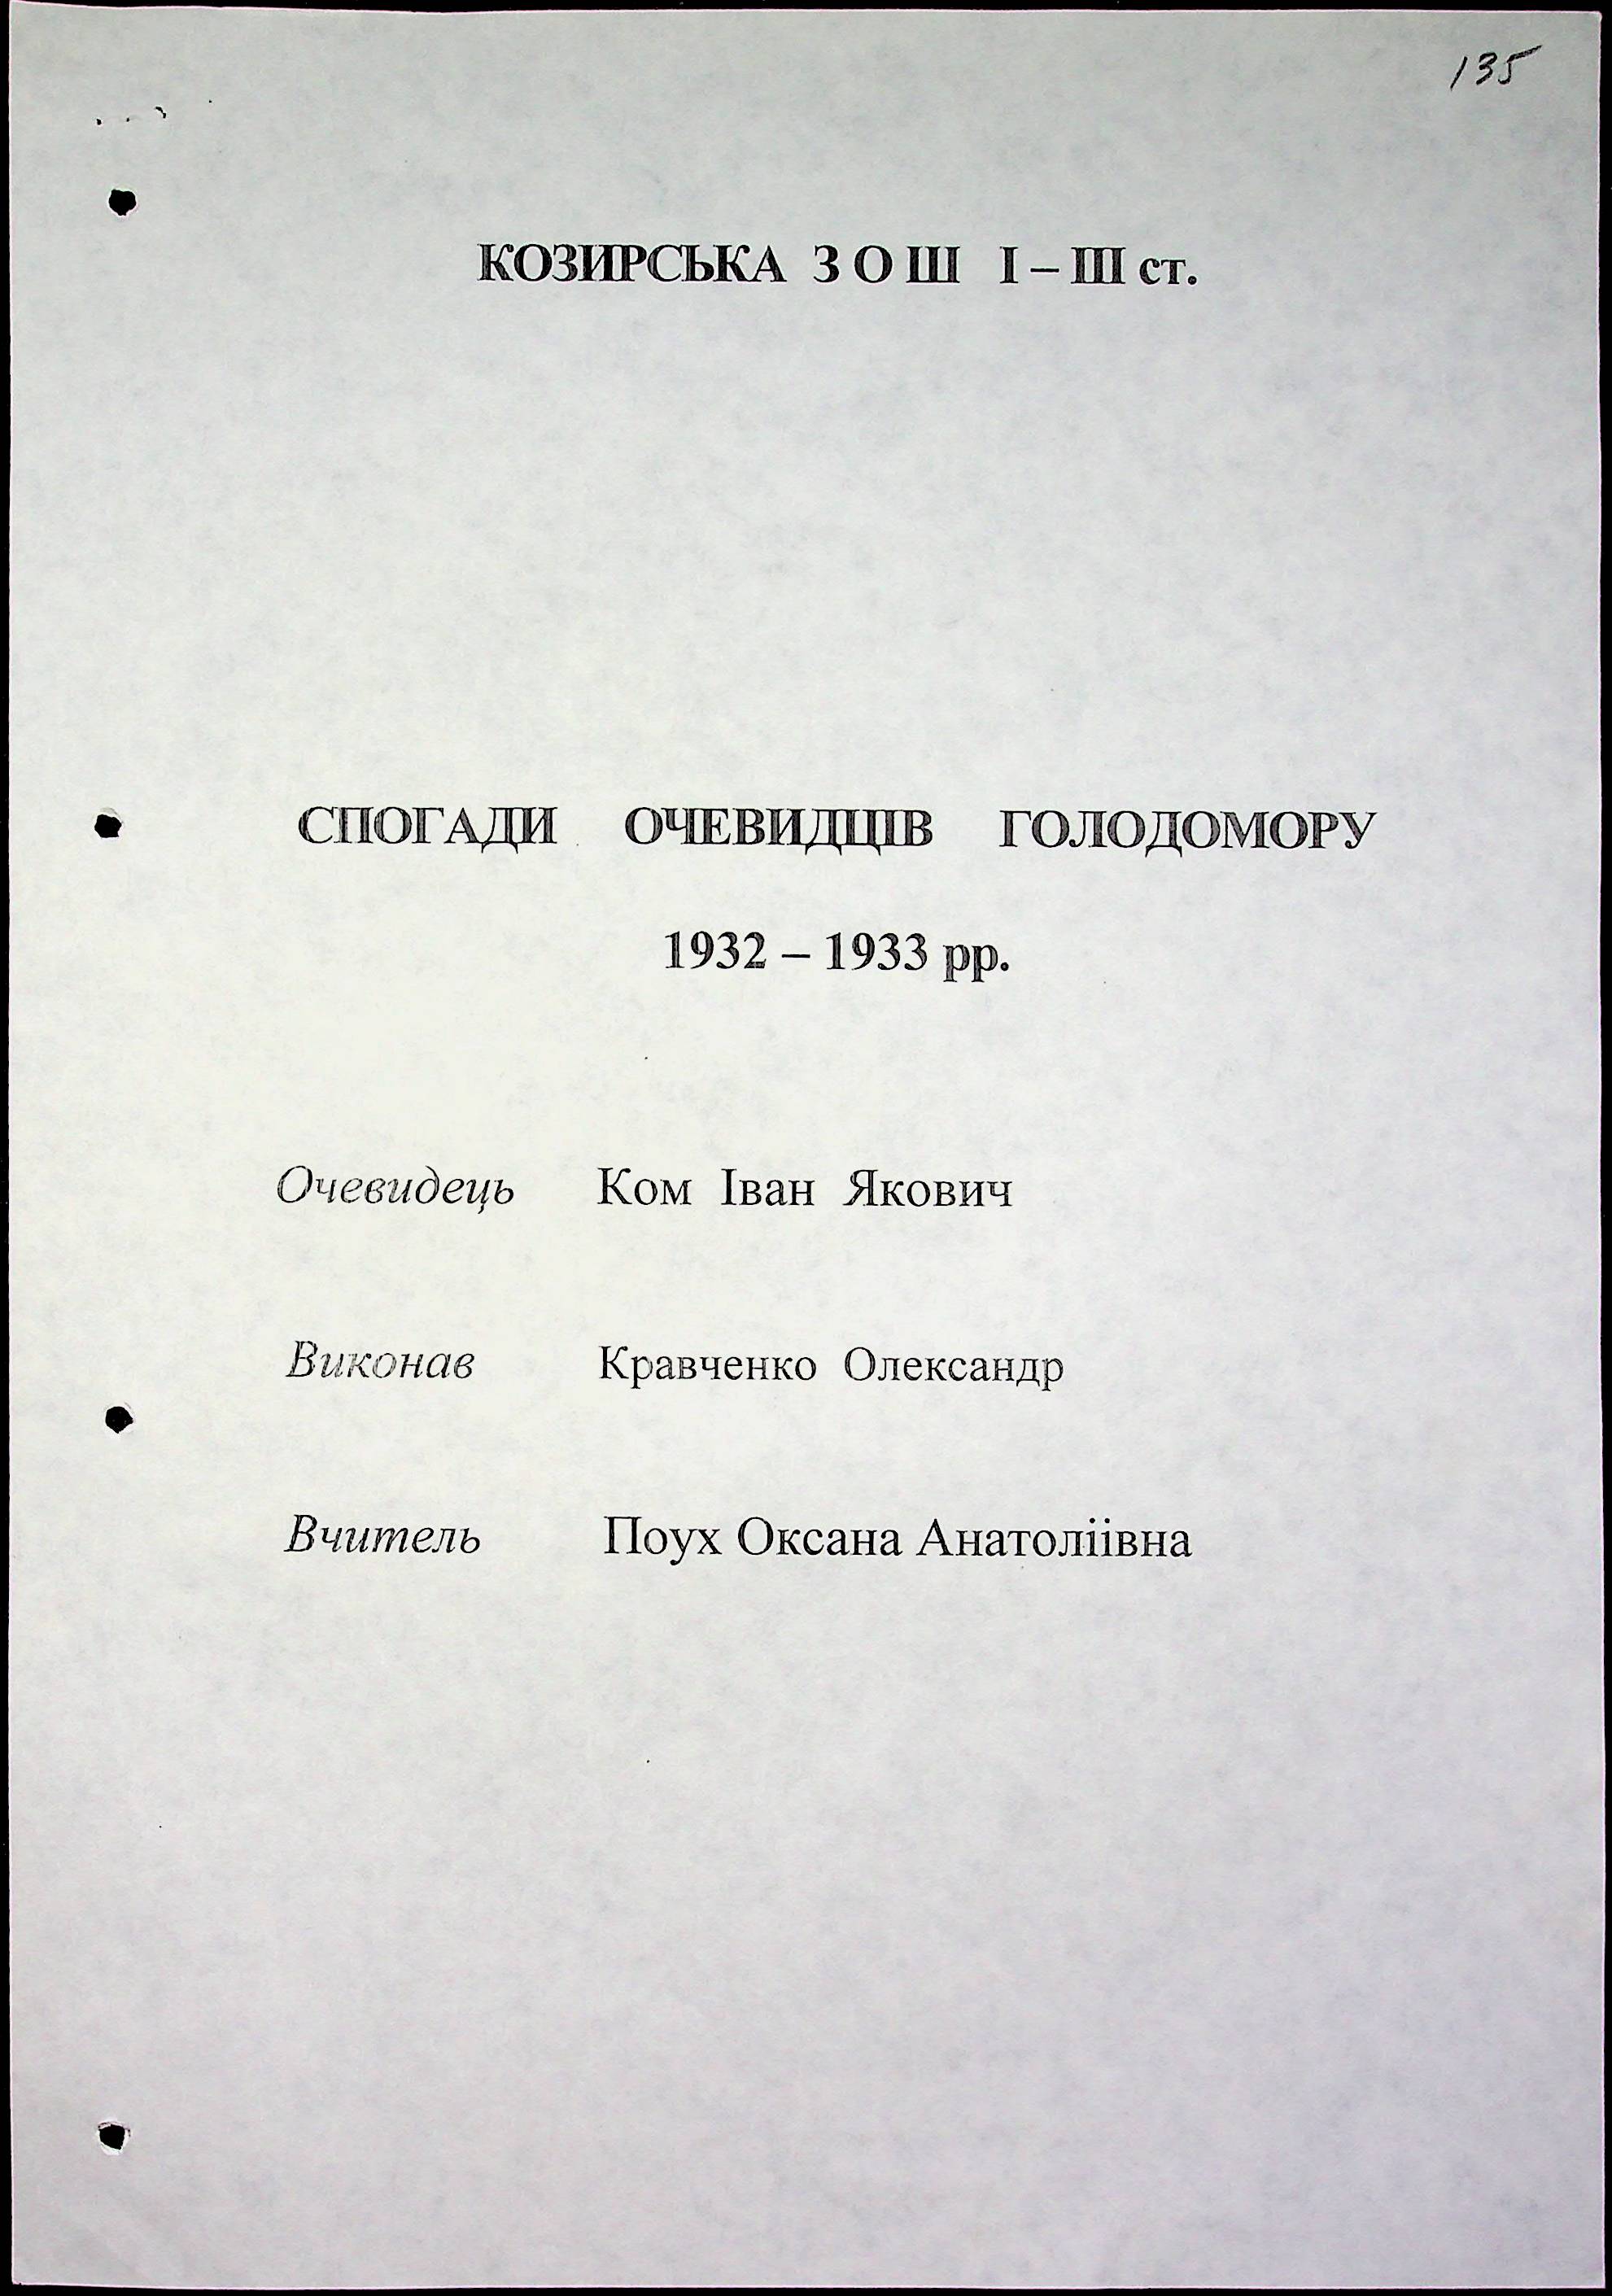 135
КОЗИРСЬКА З О Ш І – ІІІ ст.
СПОГАДИ ОЧЕВИДЦІВ ГОЛОДОМОРУ
1932 – 1933 рр.
Очевидець Ком Іван Якович
Виконав Кравченко Олександр
Вчитель Поух Оксана Анатоліівна